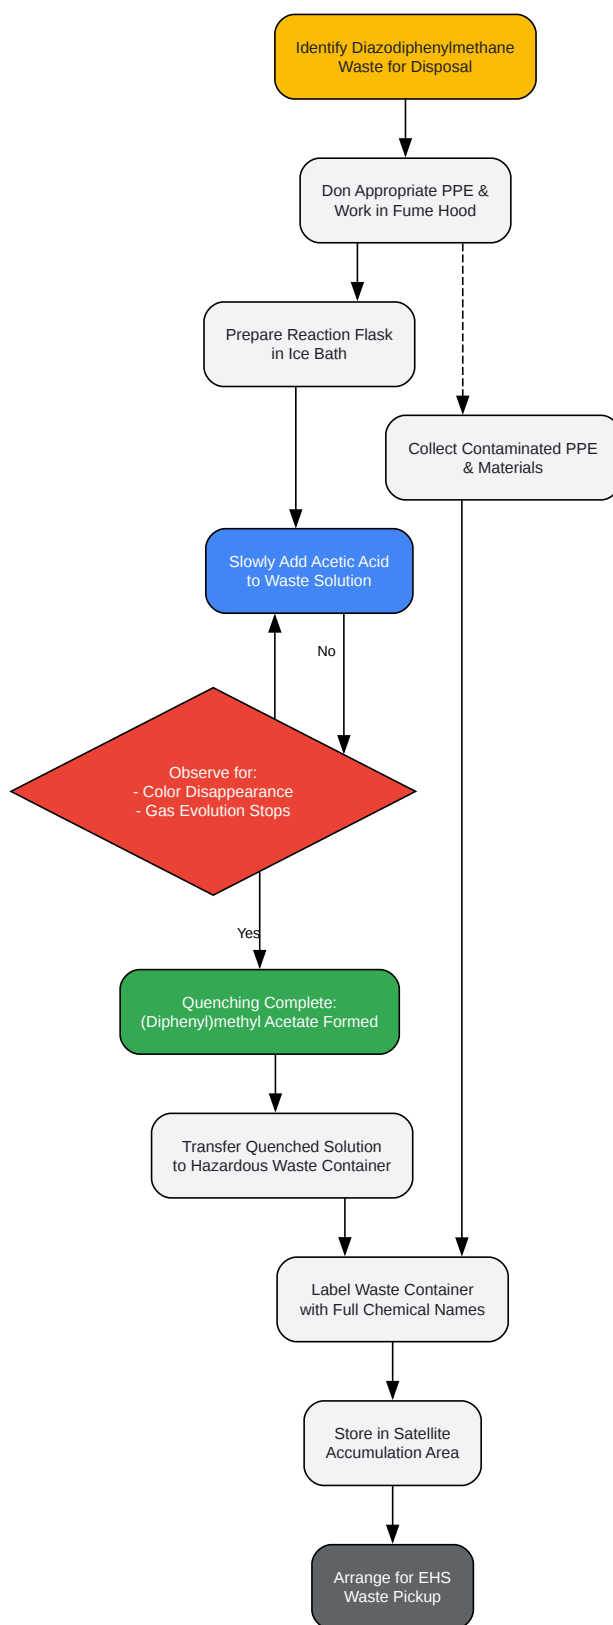 Identify Diazodiphenylmethane
Waste for Disposal
Don Appropriate PPE &
Work in Fume Hood
Prepare Reaction Flask
in Ice Bath
Collect Contaminated PPE
& Materials
Slowly Add Acetic Acid
to Waste Solution
No
Observe for:
- Color Disappearance
- Gas Evolution Stops
Yes
Quenching Complete:
(Diphenyl)methyl Acetate Formed
Transfer Quenched Solution
to Hazardous Waste Container
Label Waste Container
with Full Chemical Names
Store in Satellite
Accumulation Area
Arrange for EHS
Waste Pickup